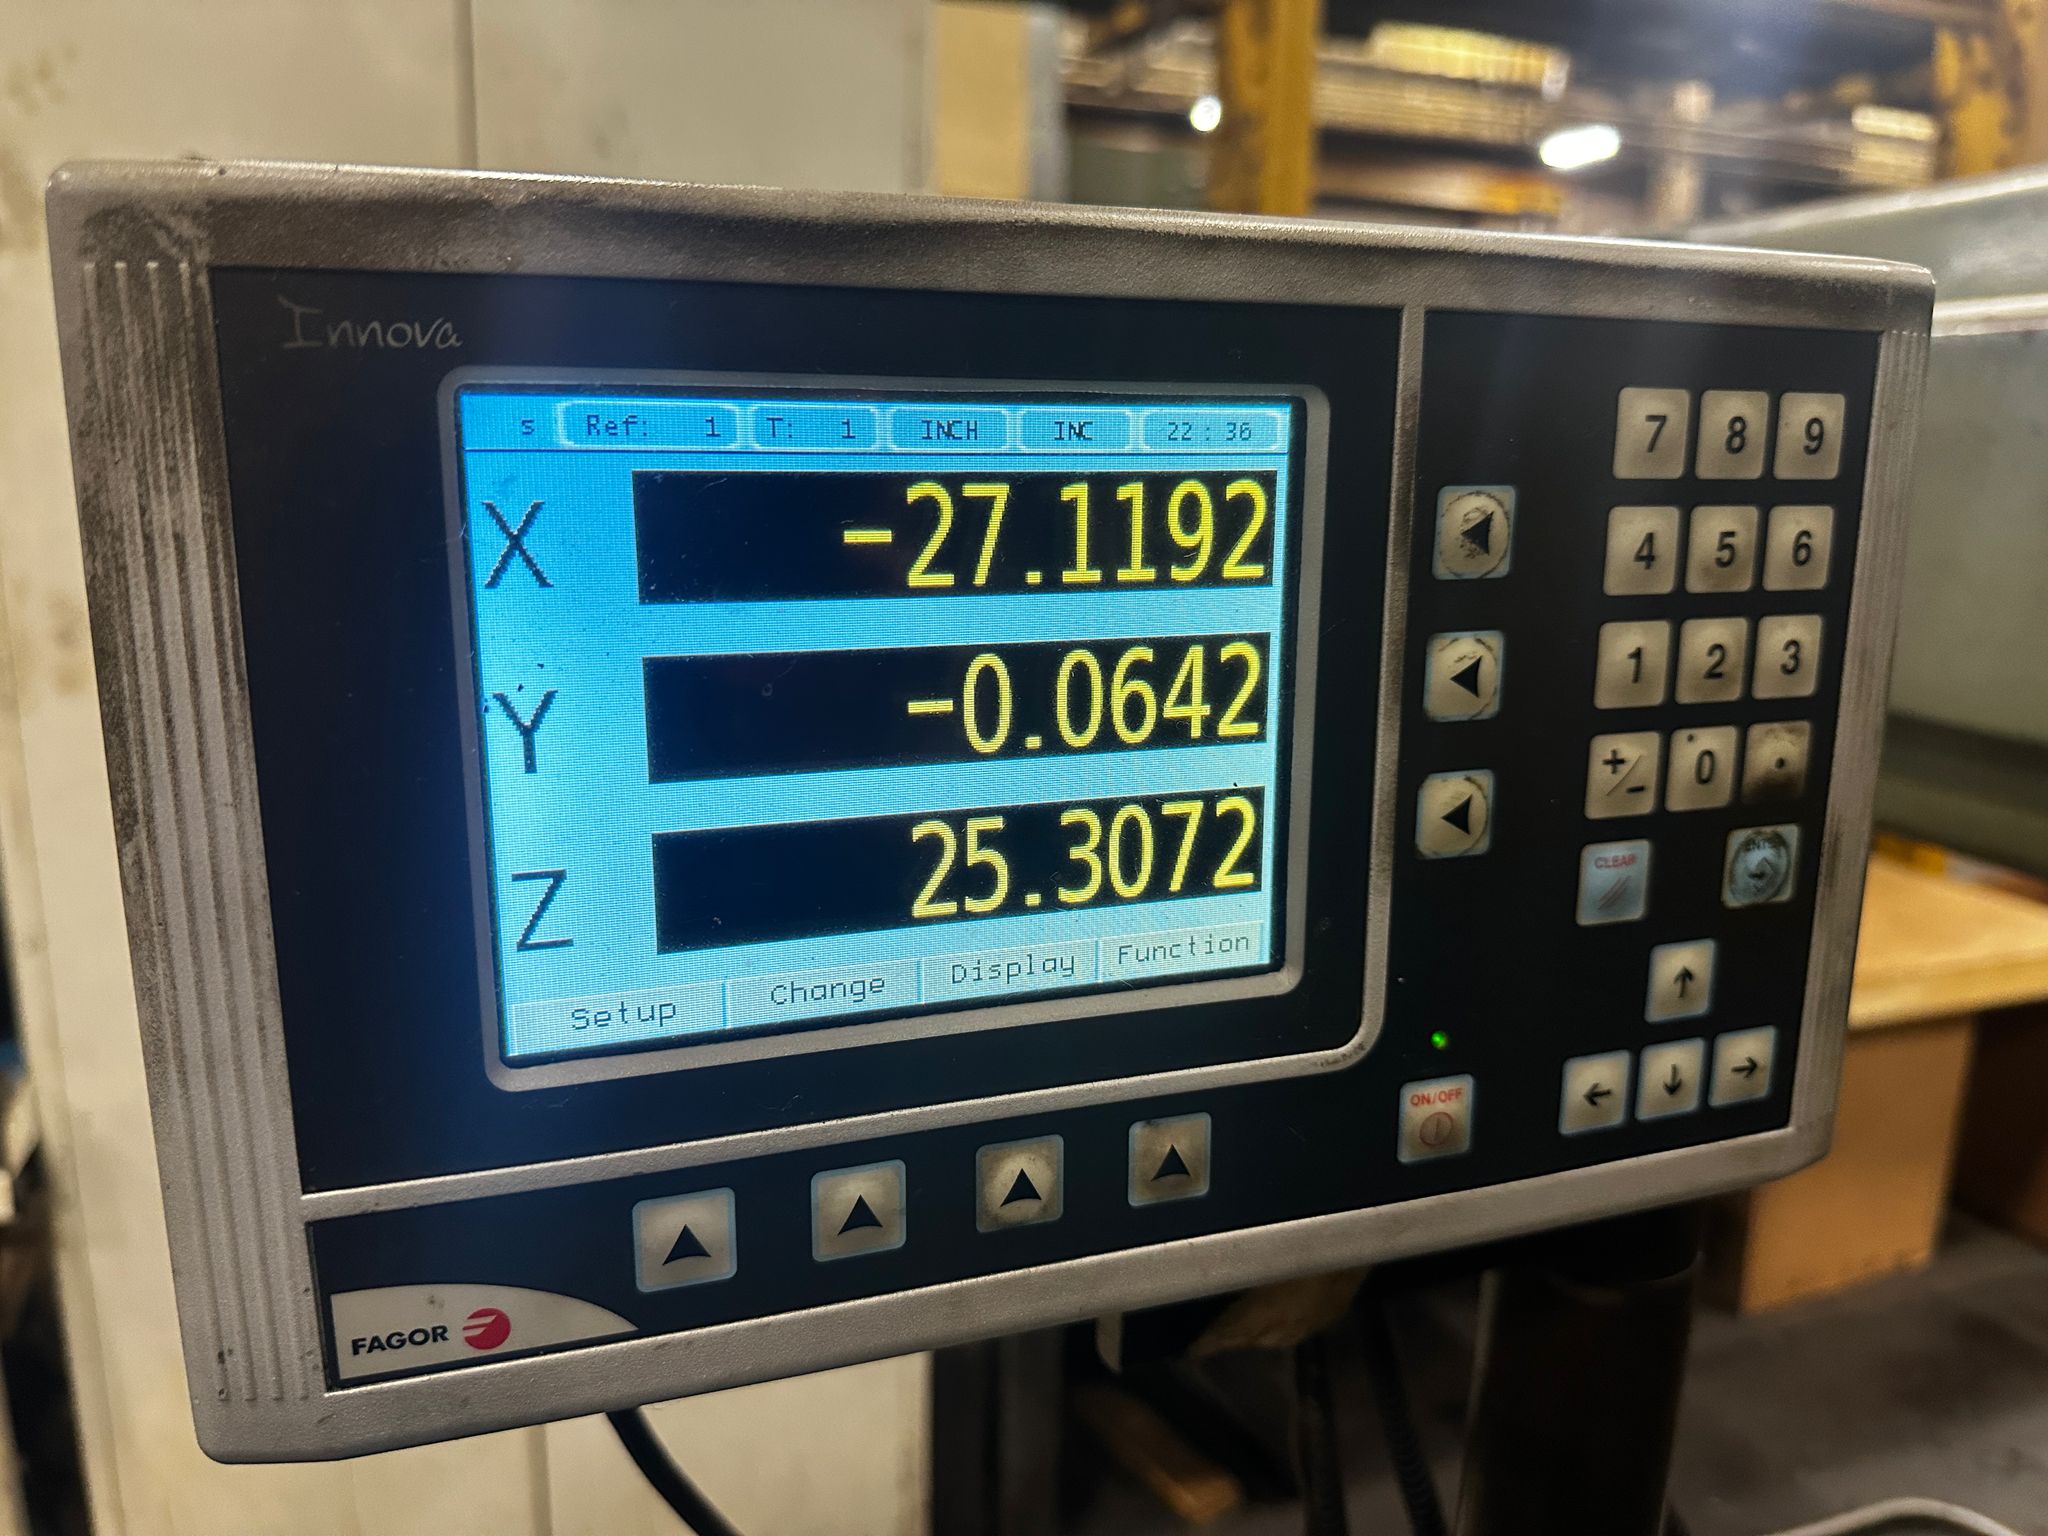 Innova
s Ref: 1 T: 1 INCH INC 22:36
X -27.1192
Y -0.0642
Z 25.3072
Setup Change Display Function
7 8 9
4 5 6
1 2 3
+/- 0 .
CLEAR ENTER
↑
← ↓ →
ON/OFF
FAGOR